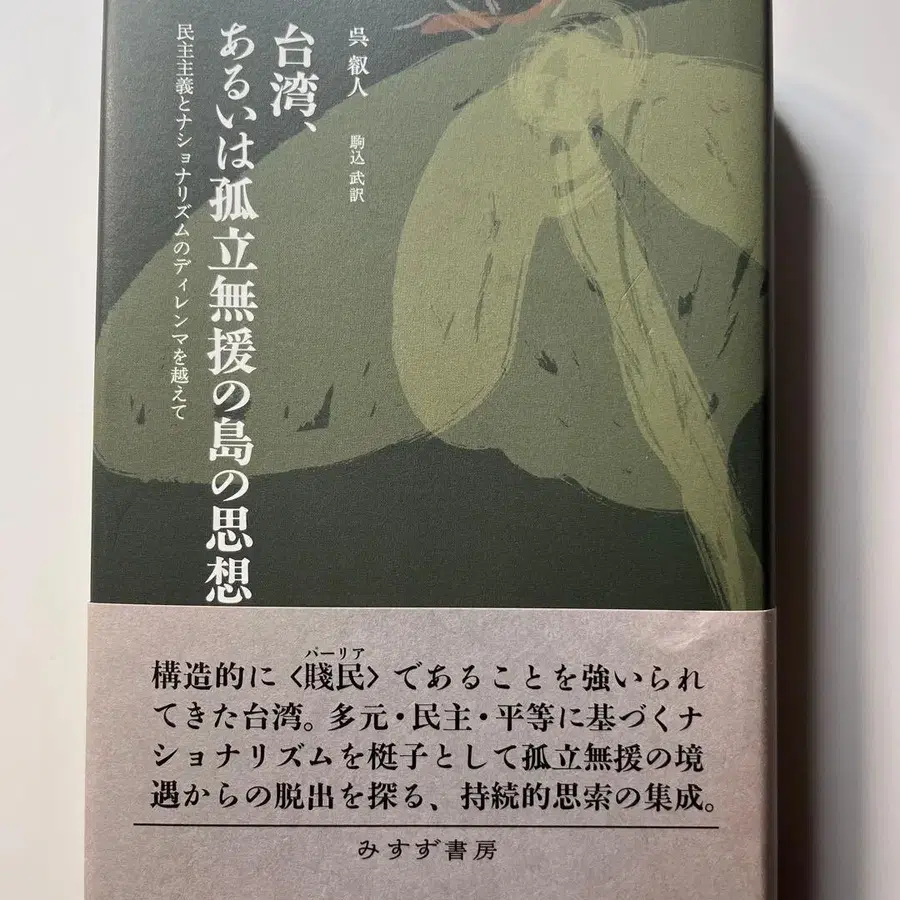 呉 叡人
駒込 武訳
台湾、
あるいは孤立無援の島の思想
民主主義とナショナリズムのディレンマを越えて
パーリア
構造的に〈賤民〉であることを強いられ
てきた台湾。多元・民主・平等に基づくナ
ショナリズムを梃子として孤立無援の境
遇からの脱出を探る、持続的思索の集成。
みすず書房